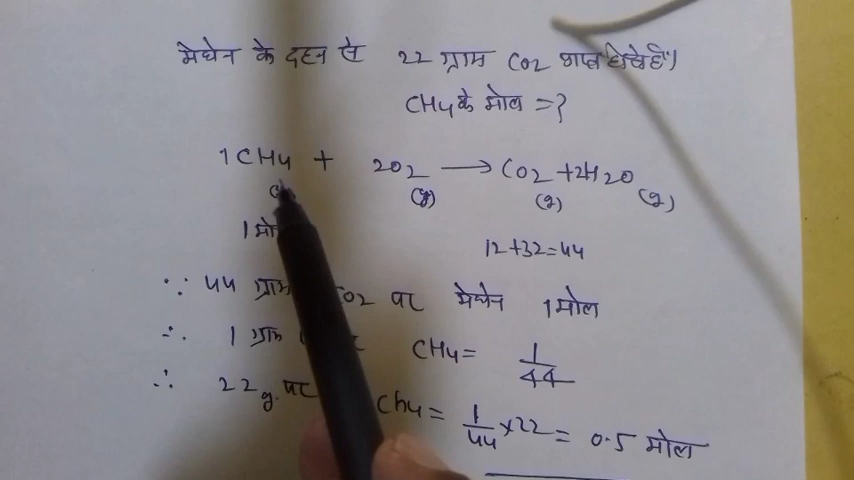 मेथेन के दहन से 22 ग्राम CO2 प्राप्त होते हैं।
CH4 के मोल =?
1CH4 + 2O2 → CO2 + 2H2O
(g) (g) (g)
1 मो
12+32=44
∵ 44 ग्राम CO2 पर मेथेन 1 मोल
∴ 1 ग्राम CH4 = 1/44
∴ 22g. पर Ch4 = 1/44 ×22 = 0.5 मोल